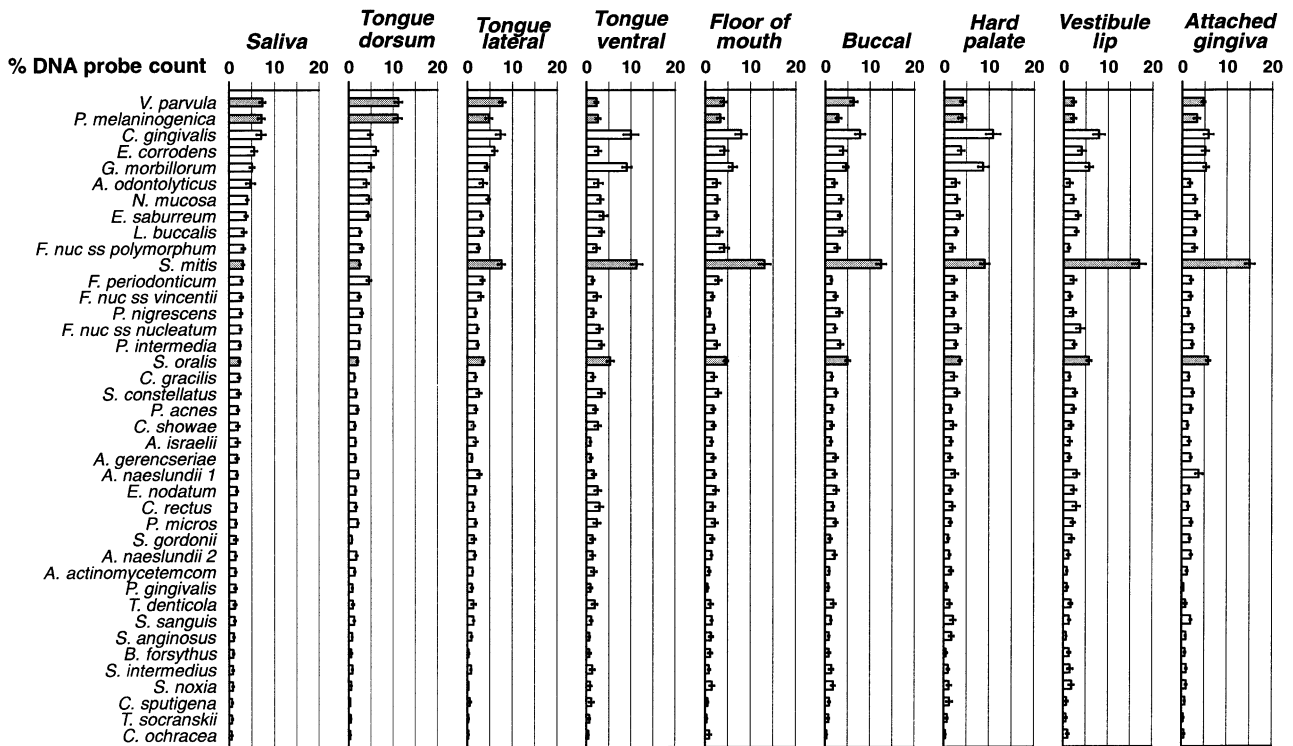 Saliva
Tongue
dorsum
Tongue
lateral
Tongue
ventral
Floor of
mouth
Buccal
Hard
palate
Vestibule
lip
Attached
gingiva
% DNA probe count
0 10 20 0 10 20 0 10 20 0 10 20 0 10 20 0 10 20 0 10 20 0 10 20 0 10 20
V. parvula
P. melaninogenica
C. gingivalis
E. corrodens
G. morbillorum
A. odontolyticus
N. mucosa
E. saburreum
L. buccalis
F. nuc ss polymorphum
S. mitis
F. periodonticum
F. nuc ss vincentii
P. nigrescens
F. nuc ss nucleatum
P. intermedia
S. oralis
C. gracilis
S. constellatus
P. acnes
C. showae
A. israelii
A. gerencseriae
A. naeslundii 1
E. nodatum
C. rectus
P. micros
S. gordonii
A. naeslundii 2
A. actinomycetemcom
P. gingivalis
T. denticola
S. sanguis
S. anginosus
B. forsythus
S. intermedius
S. noxia
C. sputigena
T. socranskii
C. ochracea